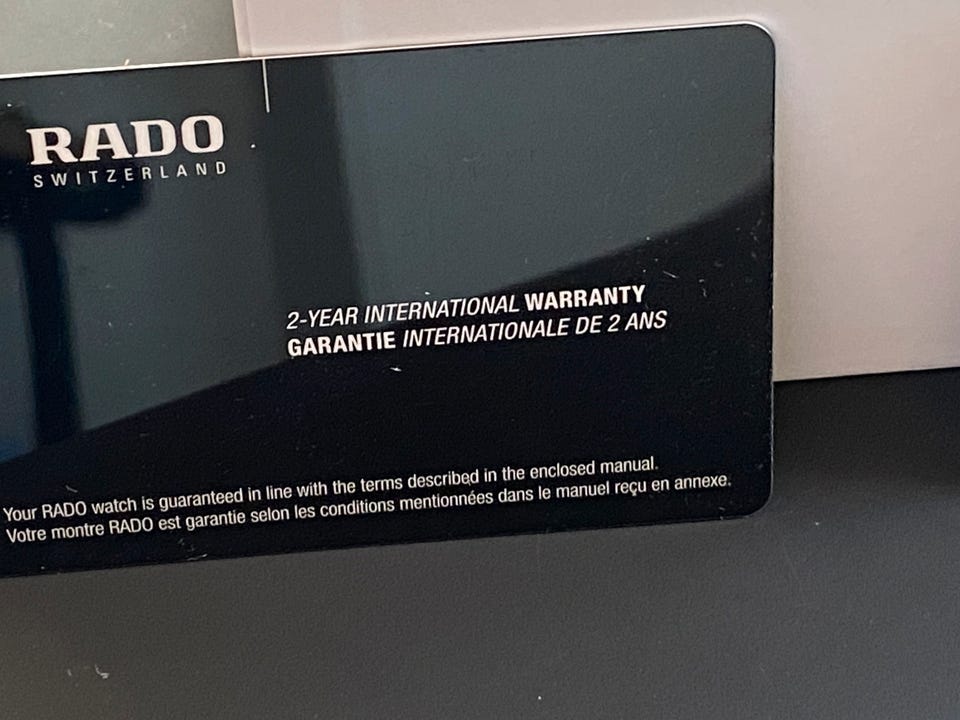 RADO
SWITZERLAND
2-YEAR INTERNATIONAL WARRANTY
GARANTIE INTERNATIONALE DE 2 ANS
Your RADO watch is guaranteed in line with the terms described in the enclosed manual.
Votre montre RADO est garantie selon les conditions mentionnées dans le manuel reçu en annexe.